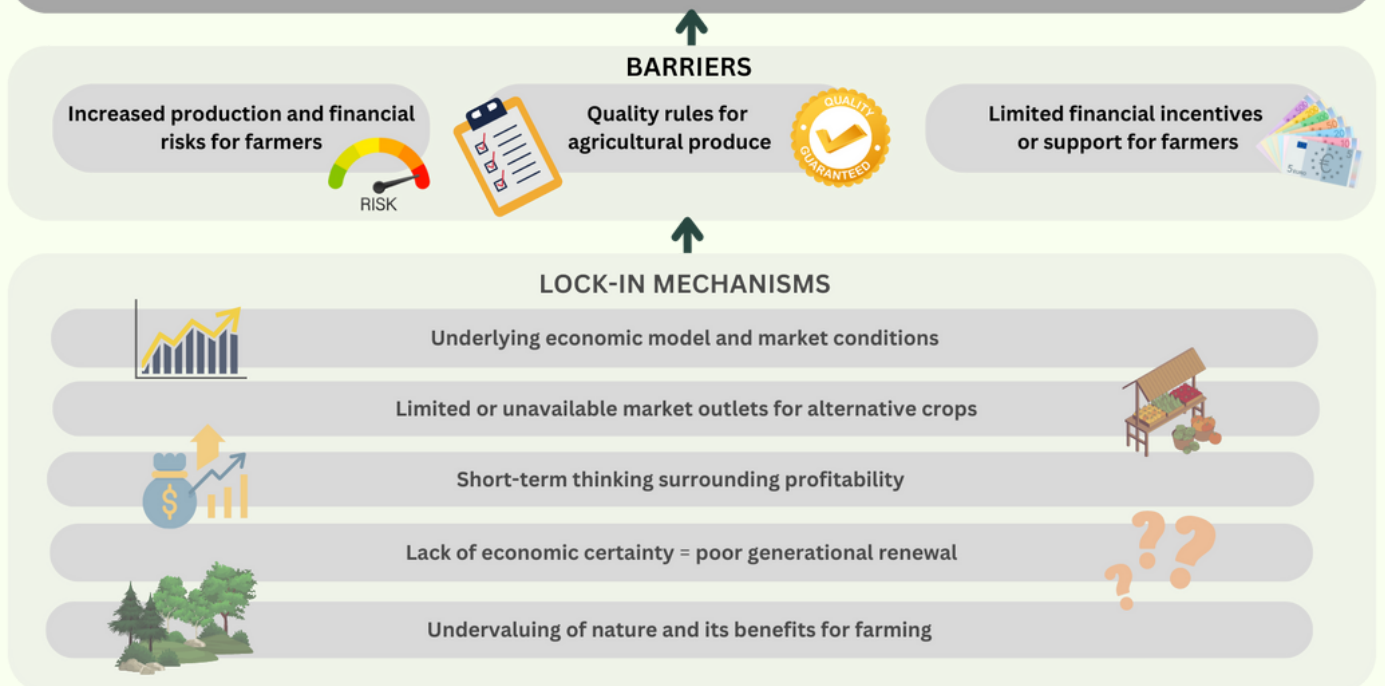 BARRIERS
Increased production and financial
risks for farmers
RISK
Quality rules for
agricultural produce
QUALITY
GUARANTEED
Limited financial incentives
or support for farmers
LOCK-IN MECHANISMS
Underlying economic model and market conditions
Limited or unavailable market outlets for alternative crops
$
Short-term thinking surrounding profitability
Lack of economic certainty = poor generational renewal
???
Undervaluing of nature and its benefits for farming